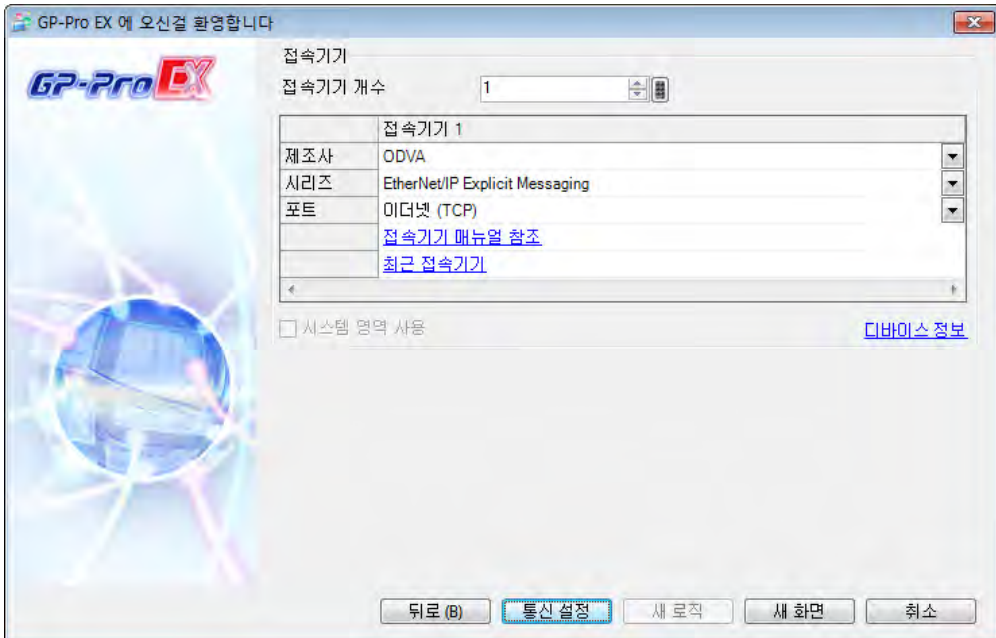 GP-Pro EX 에 오신걸 환영합니다
GP-Pro EX
접속기기
접속기기 개수 1
접속기기 1
제조사 ODVA
시리즈 EtherNet/IP Explicit Messaging
포트 이더넷 (TCP)
접속기기 매뉴얼 참조
최근 접속기기
시스템 영역 사용 디바이스 정보
뒤로 (B) 통신 설정 새 로직 새 화면 취소